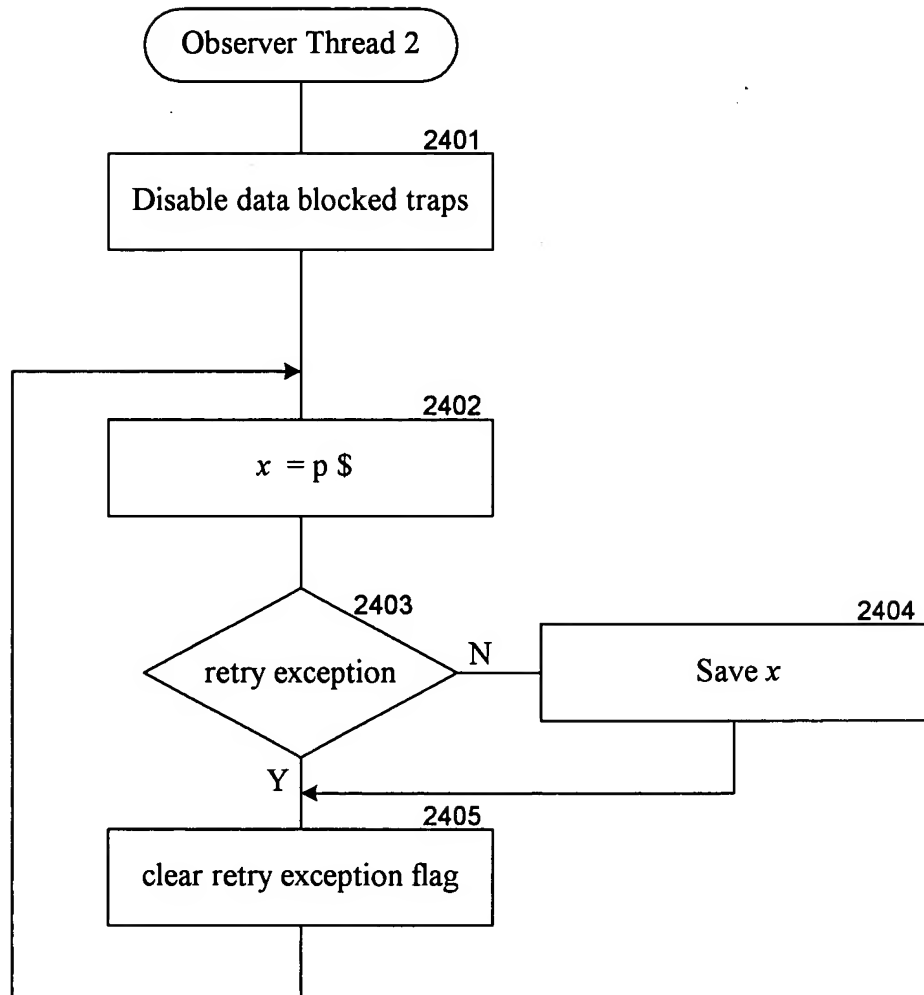 Observer Thread 2
2401
Disable data blocked traps
2402
x = p $
2403
retry exception
N
2404
Save x
Y
2405
clear retry exception flag